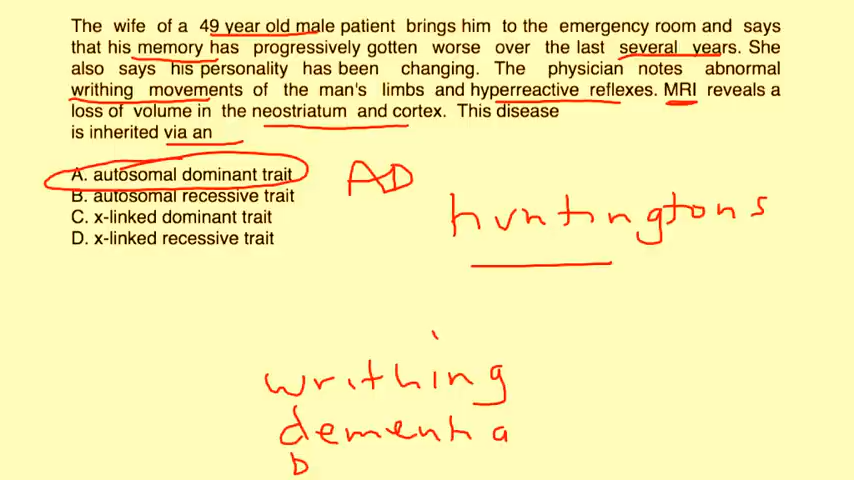 The wife of a 49 year old male patient brings him to the emergency room and says
that his memory has progressively gotten worse over the last several years. She
also says his personality has been changing. The physician notes abnormal
writhing movements of the man's limbs and hyperreactive reflexes. MRI reveals a
loss of volume in the neostriatum and cortex. This disease
is inherited via an
A. autosomal dominant trait
B. autosomal recessive trait
C. x-linked dominant trait
D. x-linked recessive trait
AD
huntingtons
writhing
dementa
b